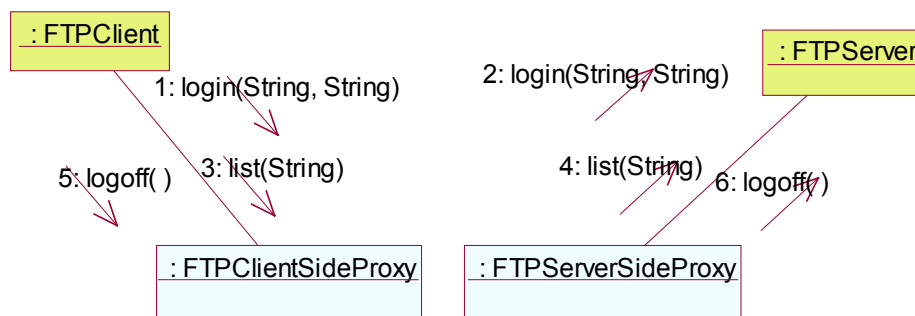 : FTPClient
: FTPServer
1: login(String, String)
2: login(String, String)
3: list(String)
4: list(String)
5: logoff( )
6: logoff( )
: FTPClientSideProxy
: FTPServerSideProxy